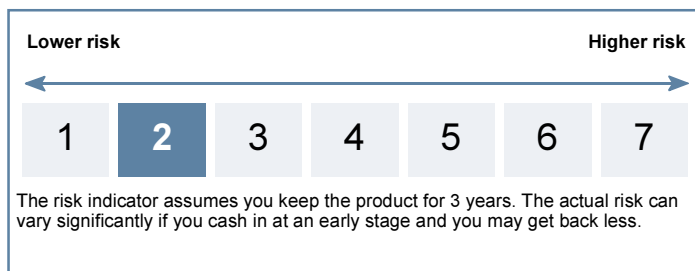 Lower risk Higher risk
1 2 3 4 5 6 7
The risk indicator assumes you keep the product for 3 years. The actual risk can
vary significantly if you cash in at an early stage and you may get back less.